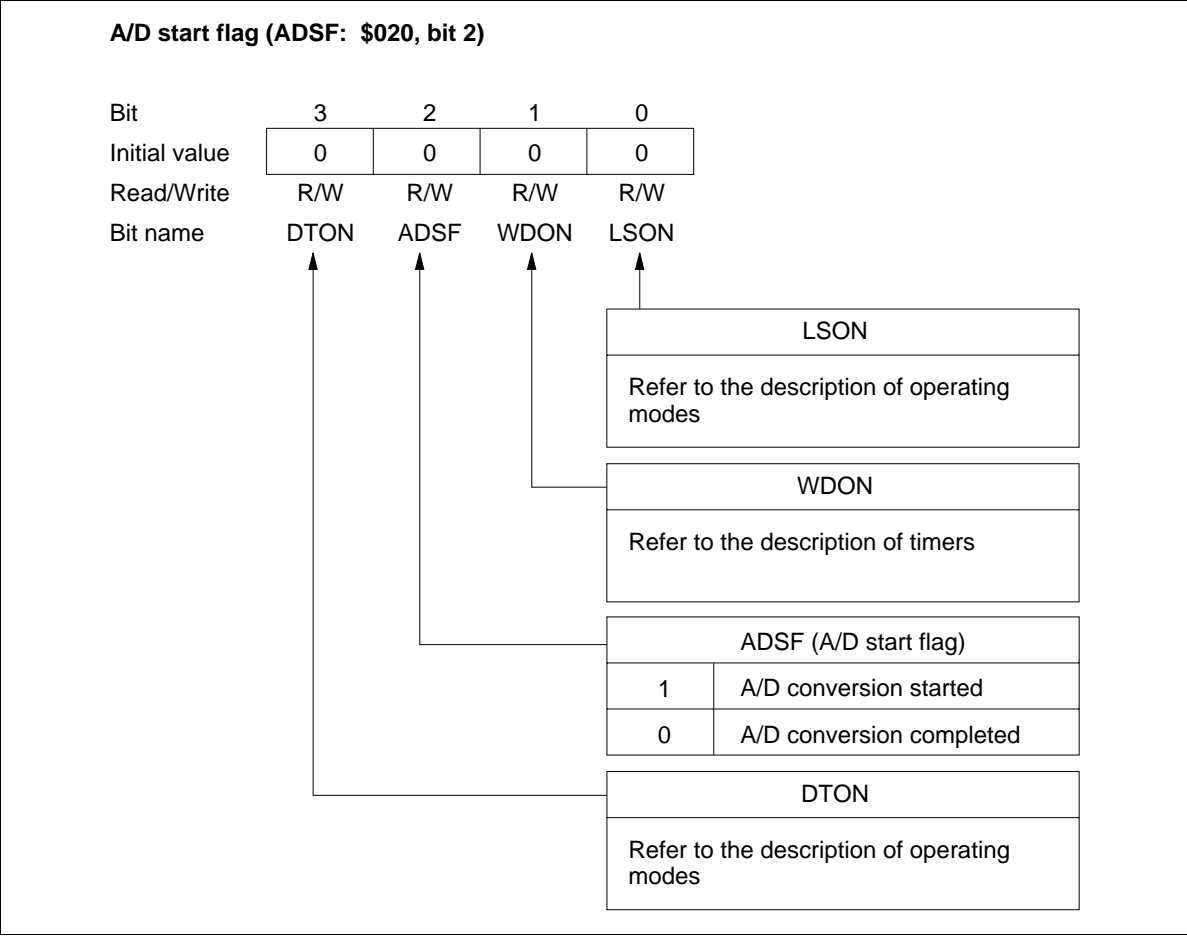 A/D start flag (ADSF: $020, bit 2)
Bit 3 2 1 0
Initial value 0 0 0 0
Read/Write R/W R/W R/W R/W
Bit name DTON ADSF WDON LSON
LSON
Refer to the description of operating
modes
WDON
Refer to the description of timers
ADSF (A/D start flag)
1 A/D conversion started
0 A/D conversion completed
DTON
Refer to the description of operating
modes